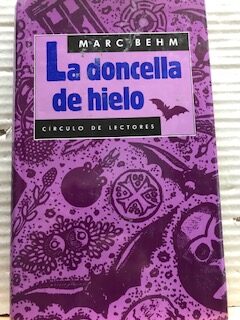 MARC BEHM
La doncella
de hielo
CÍRCULO DE LECTORES